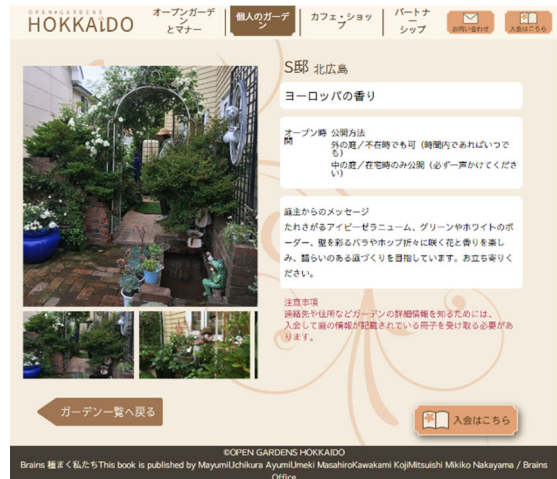 OPEN GARDENS
HOKKAIDO
オープンガーデ
ン
とマナー
個人のガーデ
ン
カフェ・ショッ
プ
パートナ
ー
シップ
お問い合わせ
入会はこちら
S邸 北広島
ヨーロッパの香り
オープン時
間
公開方法
外の庭／不在時でも可（時間内であればいつで
も）
中の庭／在宅時のみ公開（必ず一声かけてくださ
い）
庭主からのメッセージ
たれさがるアイビーゼラニューム、グリーンやホワイトのボ
ーダー、壁を彩るバラやホップ折々に咲く花と香りを楽し
み、語らいのある庭づくりを目指しています。お立ち寄りく
ださい。
注意事項
連絡先や住所などガーデンの詳細情報を知るためには、
入会して庭の情報が記載されている冊子を受け取る必要があ
ります。
ガーデン一覧へ戻る
入会はこちら
©OPEN GARDENS HOKKAIDO
Brains 種まく私たちThis book is published by MayumiUchikura AyumiUmeki MasahiroKawakami KojiMitsuishi Mikiko Nakayama / Brains
Office